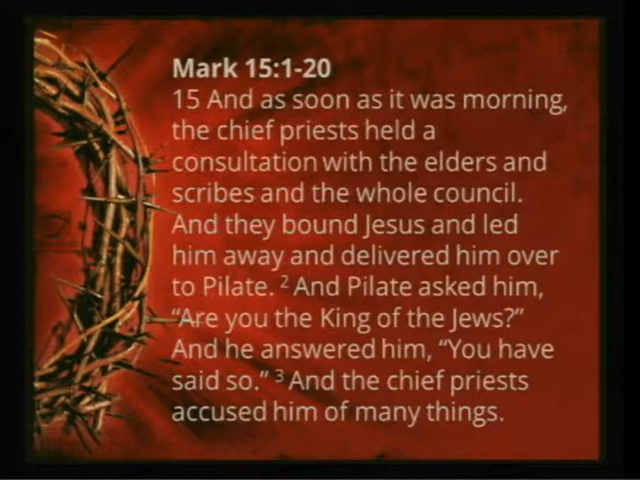 Mark 15:1-20
15 And as soon as it was morning,
the chief priests held a
consultation with the elders and
scribes and the whole council.
And they bound Jesus and led
him away and delivered him over
to Pilate. ² And Pilate asked him,
“Are you the King of the Jews?”
And he answered him, “You have
said so.” ³ And the chief priests
accused him of many things.